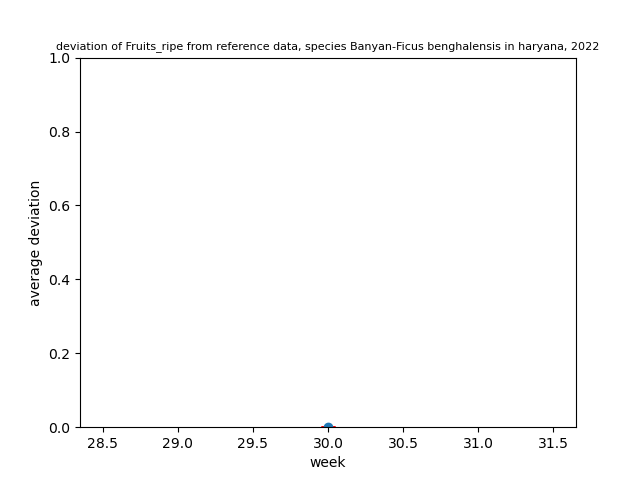 deviation of Fruits_ripe from reference data, species Banyan-Ficus benghalensis in haryana, 2022
1.0
0.8
0.6
0.4
0.2
0.0
average deviation
28.5 29.0 29.5 30.0 30.5 31.0 31.5
week